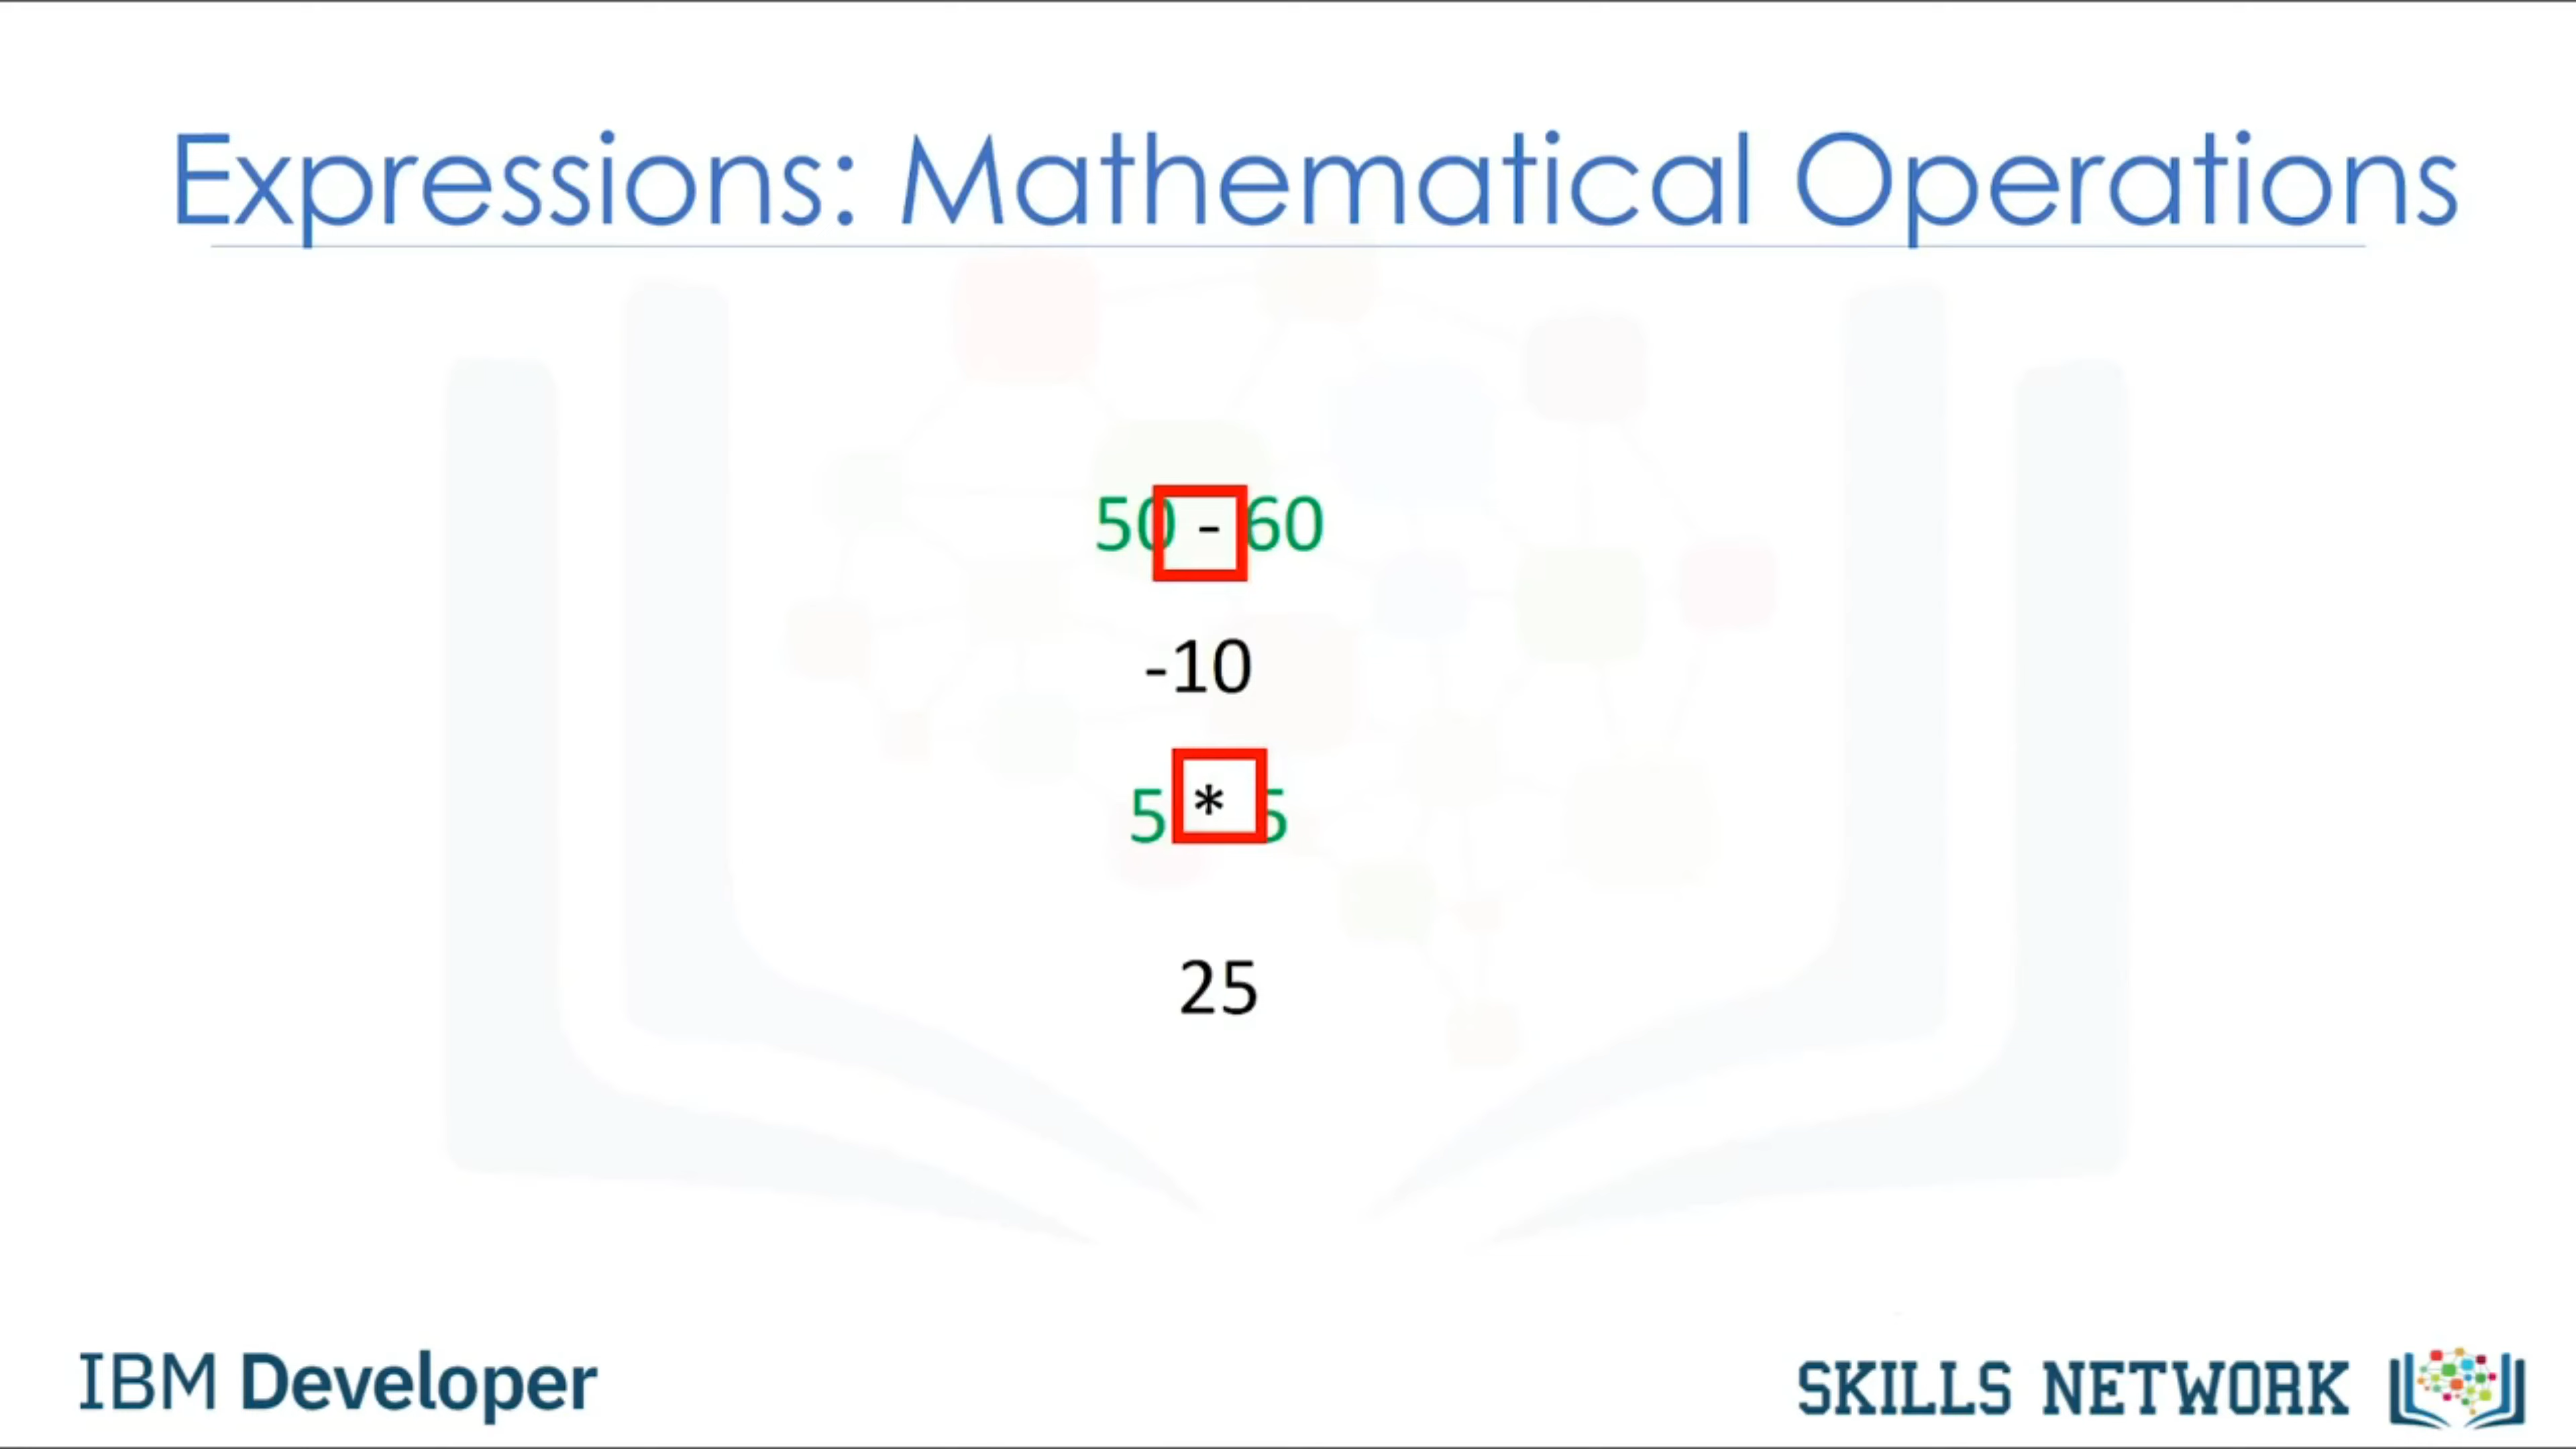 Expressions: Mathematical Operations
50 - 60
-10
5 * 5
25
IBM Developer
SKILLS NETWORK